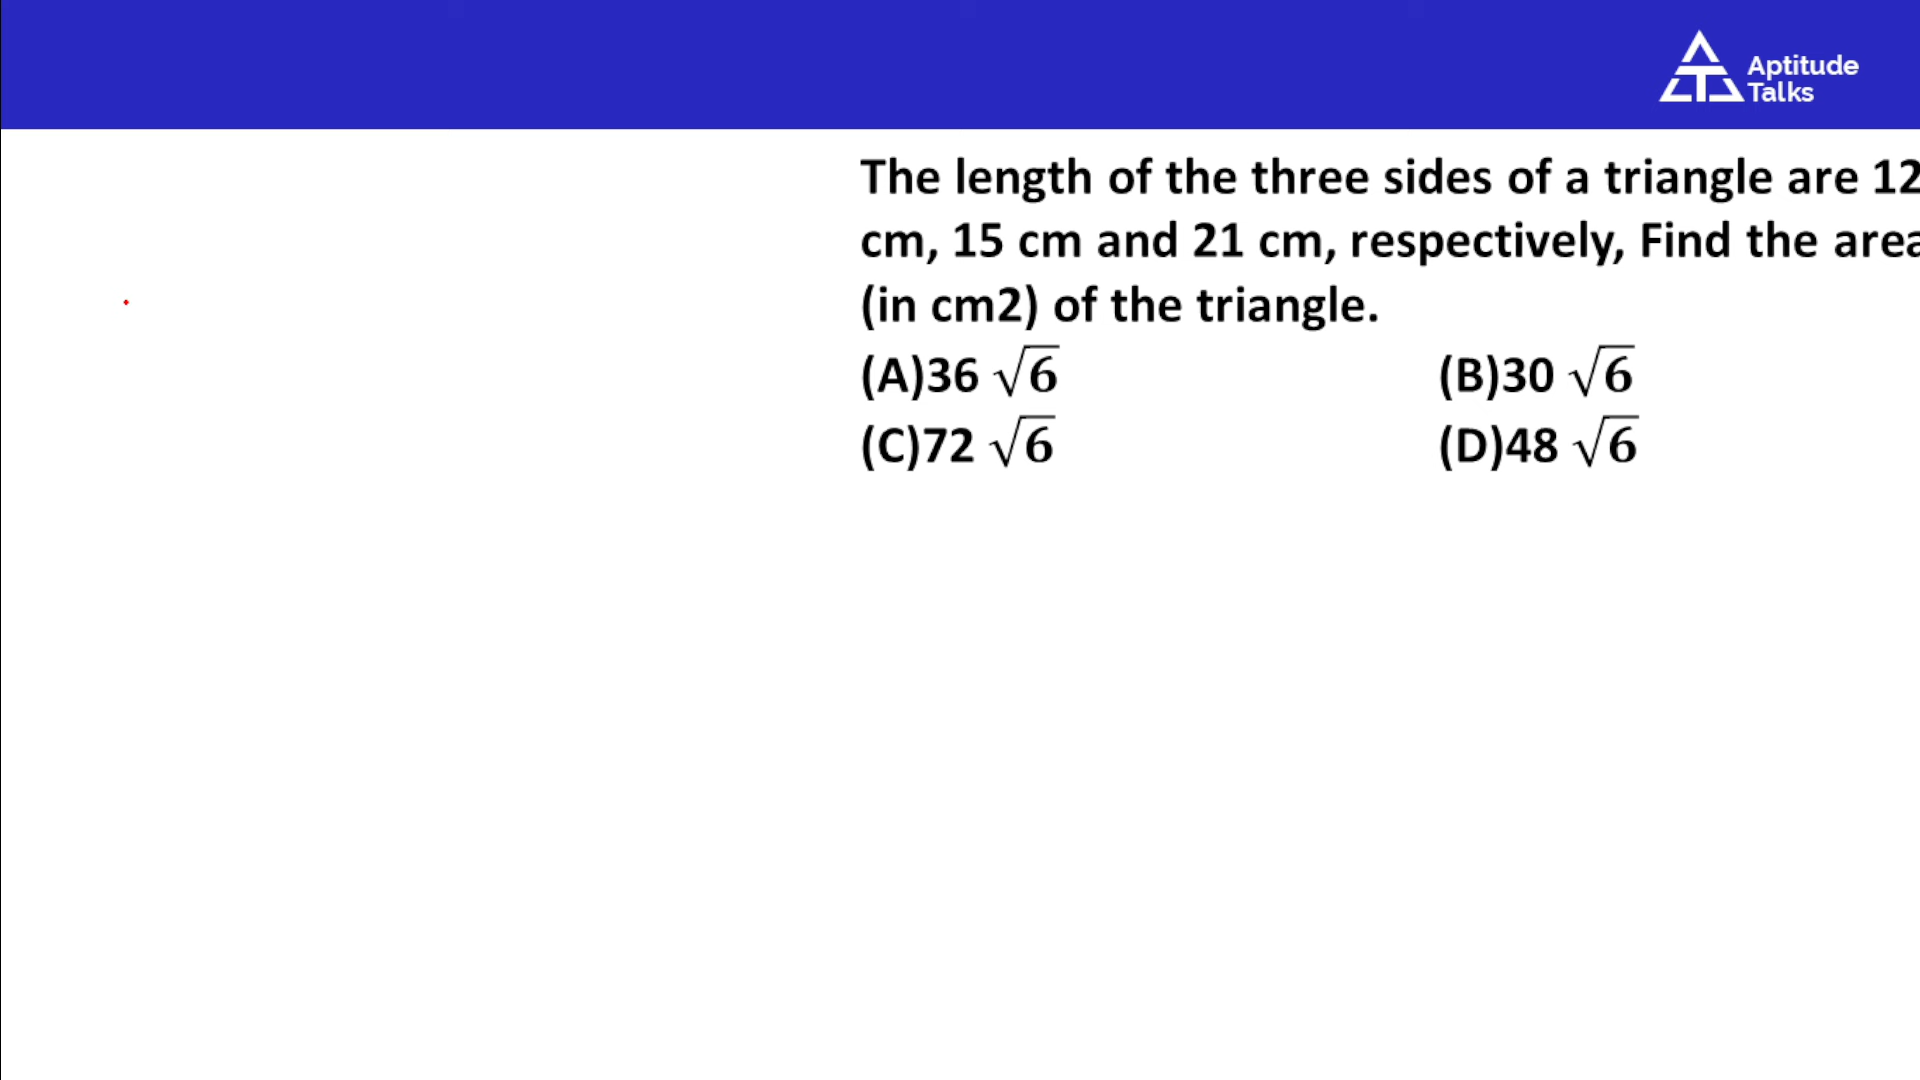 Aptitude
Talks
The length of the three sides of a triangle are 12
cm, 15 cm and 21 cm, respectively, Find the area
(in cm2) of the triangle.
(A)36 √6 (B)30 √6
(C)72 √6 (D)48 √6